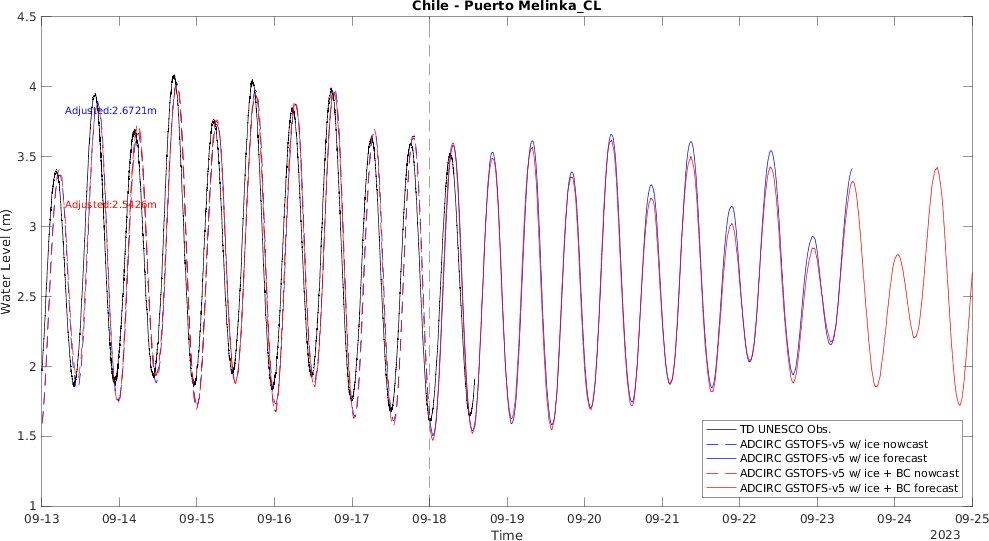 Chile - Puerto Melinka_CL
4.5
4
3.5
3
2.5
2
1.5
1
Water Level (m)
Adjusted:2.6721m
Adjusted:2.5426m
TD UNESCO Obs.
ADCIRC GSTOFS-v5 w/ ice nowcast
ADCIRC GSTOFS-v5 w/ ice forecast
ADCIRC GSTOFS-v5 w/ ice + BC nowcast
ADCIRC GSTOFS-v5 w/ ice + BC forecast
09-13 09-14 09-15 09-16 09-17 09-18 09-19 09-20 09-21 09-22 09-23 09-24 09-25
Time
2023